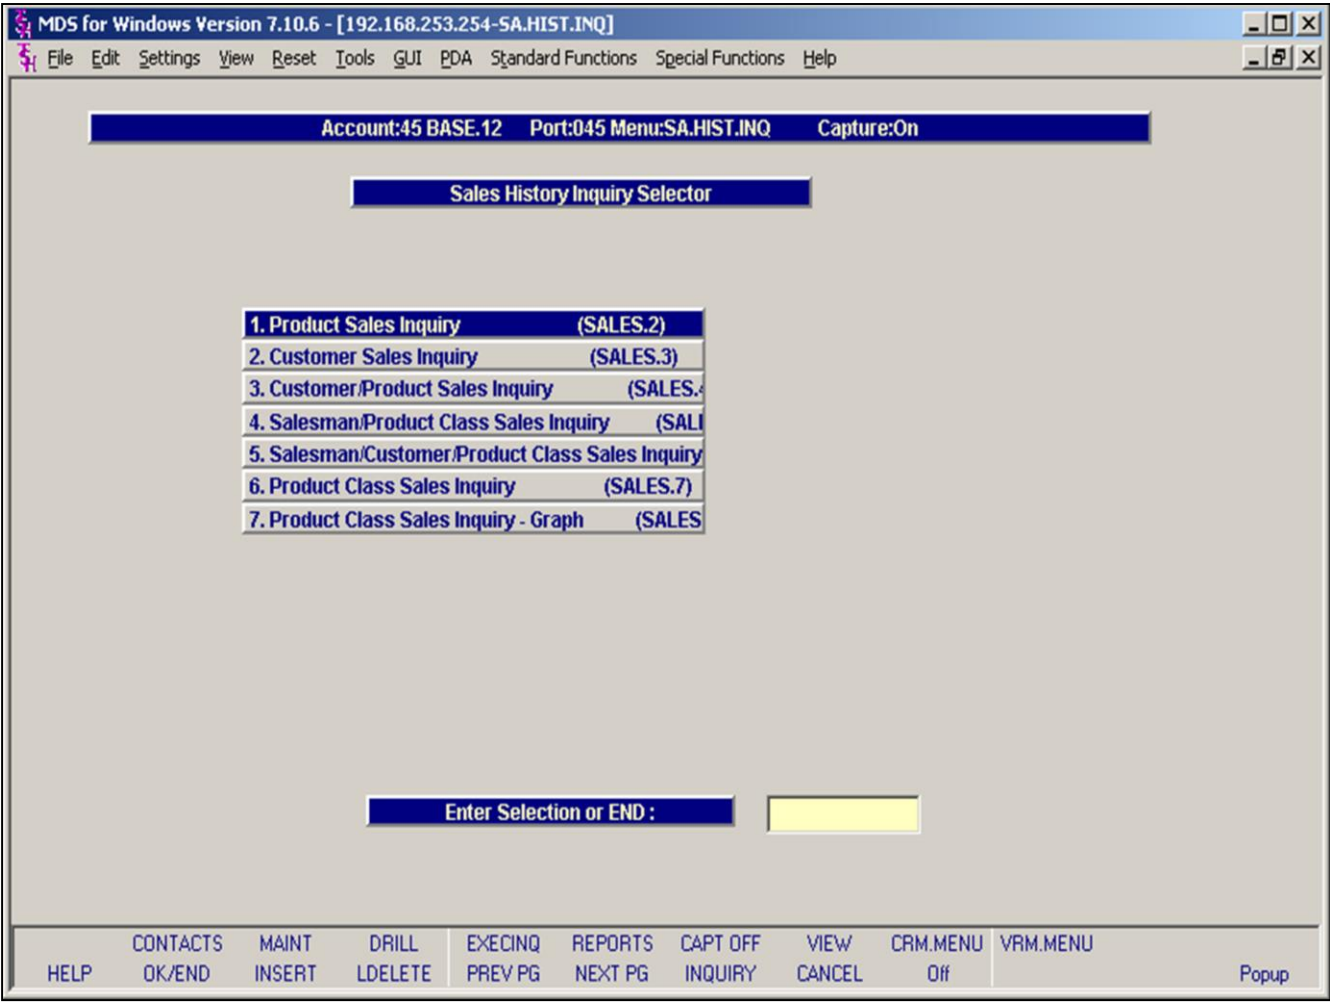 MDS for Windows Version 7.10.6 - [192.168.253.254-SA.HIST.INQ]
File Edit Settings View Reset Tools GUI PDA Standard Functions Special Functions Help
Account:45 BASE.12 Port:045 Menu:SA.HIST.INQ Capture:On
Sales History Inquiry Selector
1. Product Sales Inquiry (SALES.2)
2. Customer Sales Inquiry (SALES.3)
3. Customer/Product Sales Inquiry (SALES.4
4. Salesman/Product Class Sales Inquiry (SALI
5. Salesman/Customer/Product Class Sales Inquiry
6. Product Class Sales Inquiry (SALES.7)
7. Product Class Sales Inquiry - Graph (SALES
Enter Selection or END :
CONTACTS MAINT DRILL EXECINQ REPORTS CAPT OFF VIEW CRM.MENU VRM.MENU
HELP OK/END INSERT LDELETE PREV PG NEXT PG INQUIRY CANCEL Off Popup